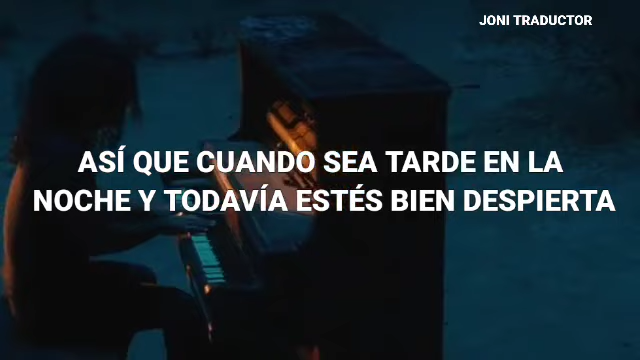 JONI TRADUCTOR
ASÍ QUE CUANDO SEA TARDE EN LA
NOCHE Y TODAVÍA ESTÉS BIEN DESPIERTA